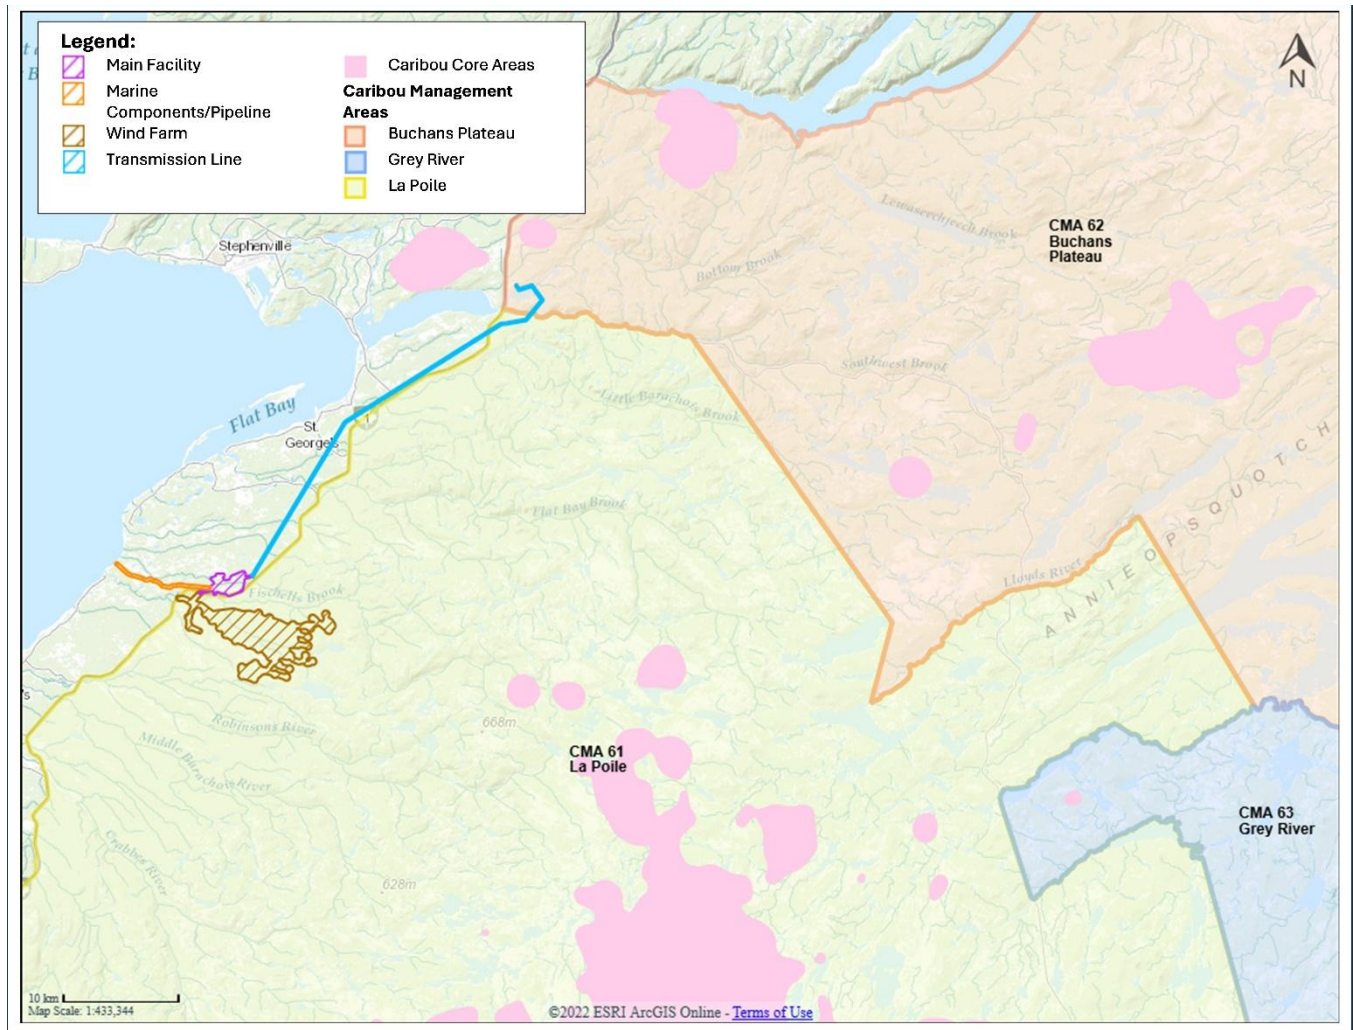 Legend:
Main Facility
Marine
Components/Pipeline
Wind Farm
Transmission Line
Caribou Core Areas
Caribou Management
Areas
Buchans Plateau
Grey River
La Poile
N
Stephenville
Lewaseechjeech Brook
Bottom Brook
CMA 62
Buchans
Plateau
Southwest Brook
Little Barachois Brook
Flat Bay
1
St.
George's
Flat Bay Brook
ANNIEOPSQUOTCH
Lloyds River
Fischells Brook
Robinsons River
Middle Barachois River
668m
CMA 61
La Poile
CMA 63
Grey River
Crabbes River
628m
10 km
Map Scale: 1:433,344
©2022 ESRI ArcGIS Online - Terms of Use